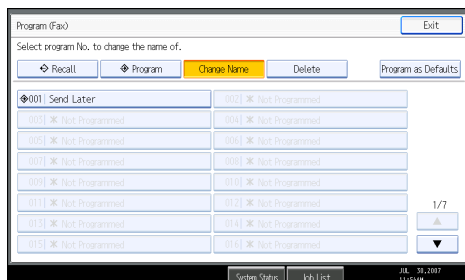 Program (Fax) Exit
Select program No. to change the name of.
Recall Program Change Name Delete Program as Defaults
001 Send Later 002 * Not Programmed
003 * Not Programmed 004 * Not Programmed
005 * Not Programmed 006 * Not Programmed
007 * Not Programmed 008 * Not Programmed
009 * Not Programmed 010 * Not Programmed
011 * Not Programmed 012 * Not Programmed
1/7
013 * Not Programmed 014 * Not Programmed
015 * Not Programmed 016 * Not Programmed
System Status Job List JUL 30,2007